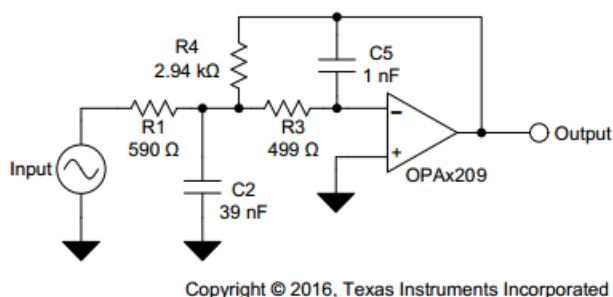 R4
2.94 kΩ
C5
1 nF
R1
590 Ω
R3
499 Ω
−
+
OPAx209
Output
Input
C2
39 nF
Copyright © 2016, Texas Instruments Incorporated